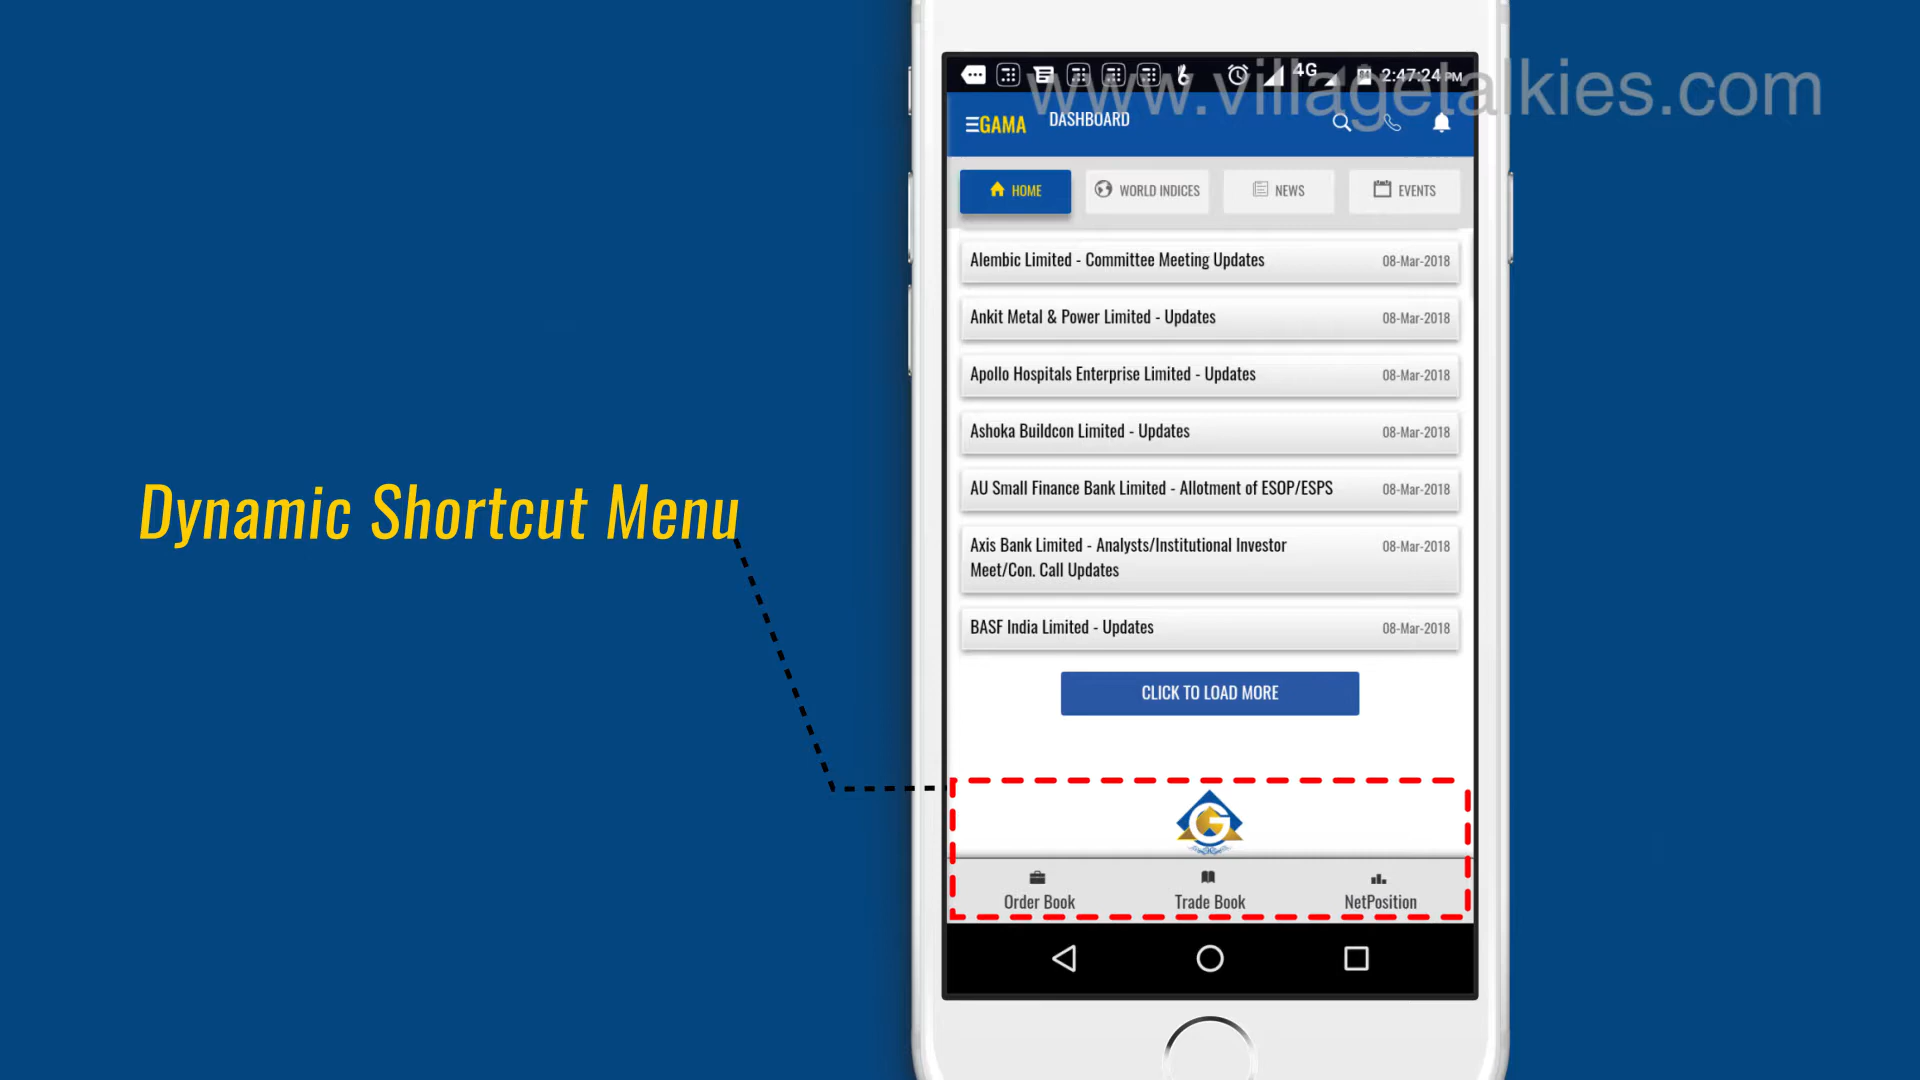 www.villagetalkies.com
4G 2:47:24 PM
GAMA DASHBOARD
HOME WORLD INDICES NEWS EVENTS
Alembic Limited - Committee Meeting Updates 08-Mar-2018
Ankit Metal & Power Limited - Updates 08-Mar-2018
Apollo Hospitals Enterprise Limited - Updates 08-Mar-2018
Ashoka Buildcon Limited - Updates 08-Mar-2018
AU Small Finance Bank Limited - Allotment of ESOP/ESPS 08-Mar-2018
Axis Bank Limited - Analysts/Institutional Investor 08-Mar-2018
Meet/Con. Call Updates
BASF India Limited - Updates 08-Mar-2018
CLICK TO LOAD MORE
Order Book Trade Book NetPosition
Dynamic Shortcut Menu